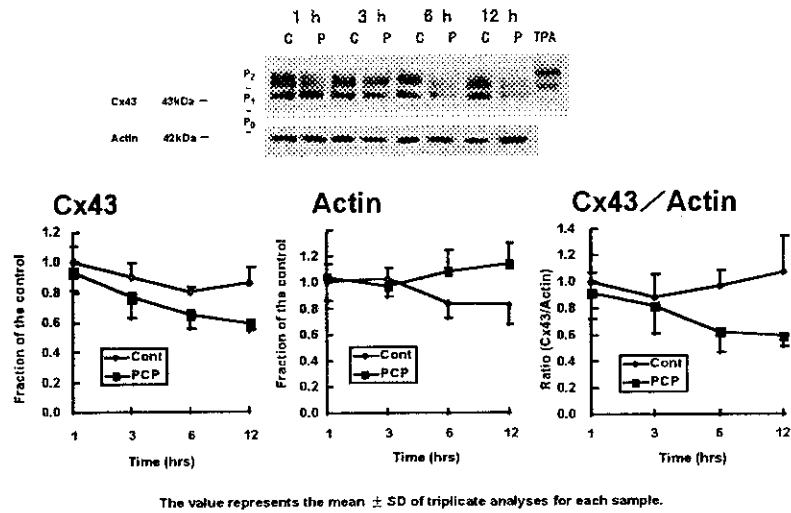 1 h 3 h 6 h 12 h
C P C P C P C P TPA
P2
Cx43 43kDa – P1
P0
Actin 42kDa –
Cx43
Fraction of the control
1.2
1.0
0.8
0.6
0.4
0.2
0.0
Cont
PCP
1 3 6 12
Time (hrs)
Actin
Fraction of the control
1.2
1.0
0.8
0.6
0.4
0.2
0.0
Cont
PCP
1 3 6 12
Time (hrs)
Cx43/Actin
Ratio (Cx43/Actin)
1.4
1.2
1.0
0.8
0.6
0.4
0.2
0.0
Cont
PCP
1 3 6 12
Time (hrs)
The value represents the mean ± SD of triplicate analyses for each sample.